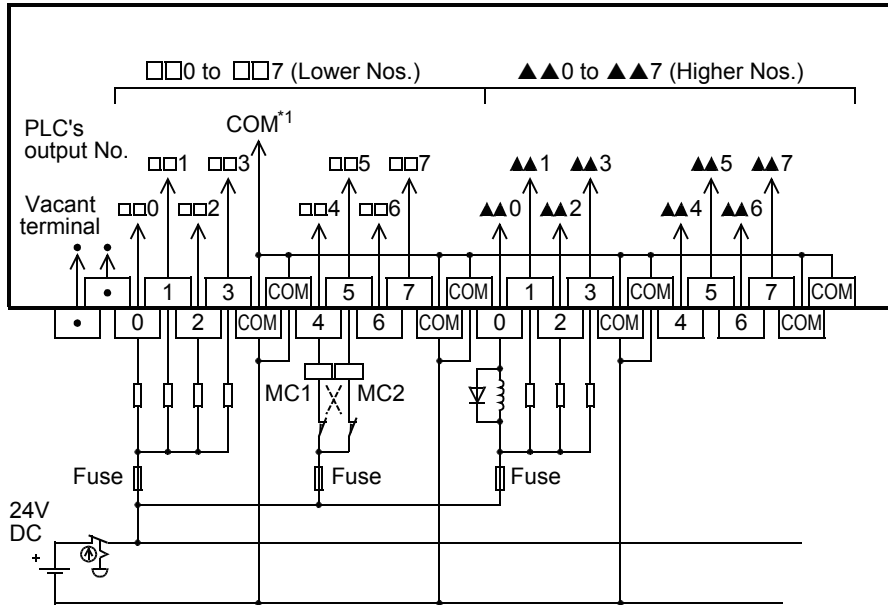 □□0 to □□7 (Lower Nos.) ▲▲0 to ▲▲7 (Higher Nos.)
PLC's
output No.
COM*1
□□1 □□3 □□5 □□7 ▲▲1 ▲▲3 ▲▲5 ▲▲7
Vacant
terminal
□□0 □□2 □□4 □□6 ▲▲0 ▲▲2 ▲▲4 ▲▲6
• •
• 1 3 COM 5 7 COM 1 3 COM 5 7 COM
• 0 2 COM 4 6 COM 0 2 COM 4 6 COM
MC1 MC2
Fuse Fuse Fuse
24V
DC
+